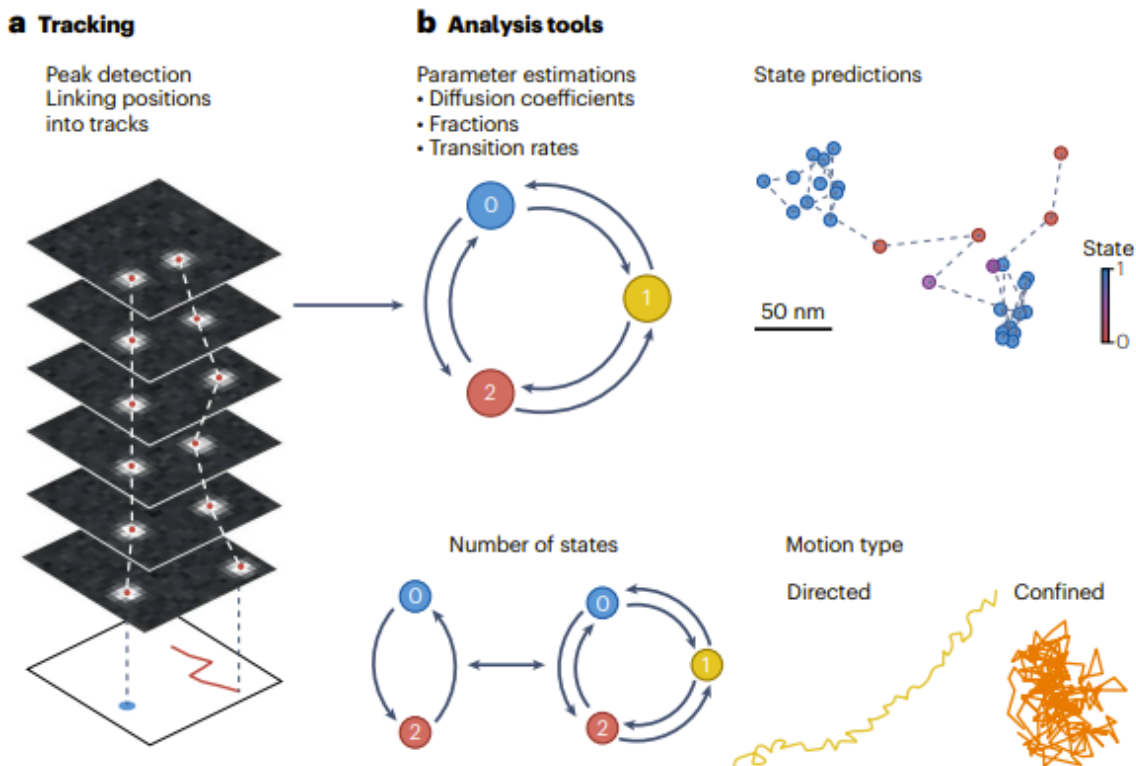 a Tracking
Peak detection
Linking positions
into tracks
b Analysis tools
Parameter estimations
• Diffusion coefficients
• Fractions
• Transition rates
0
1
2
State predictions
50 nm
State
1
0
Number of states
0
2
0
1
2
Motion type
Directed
Confined